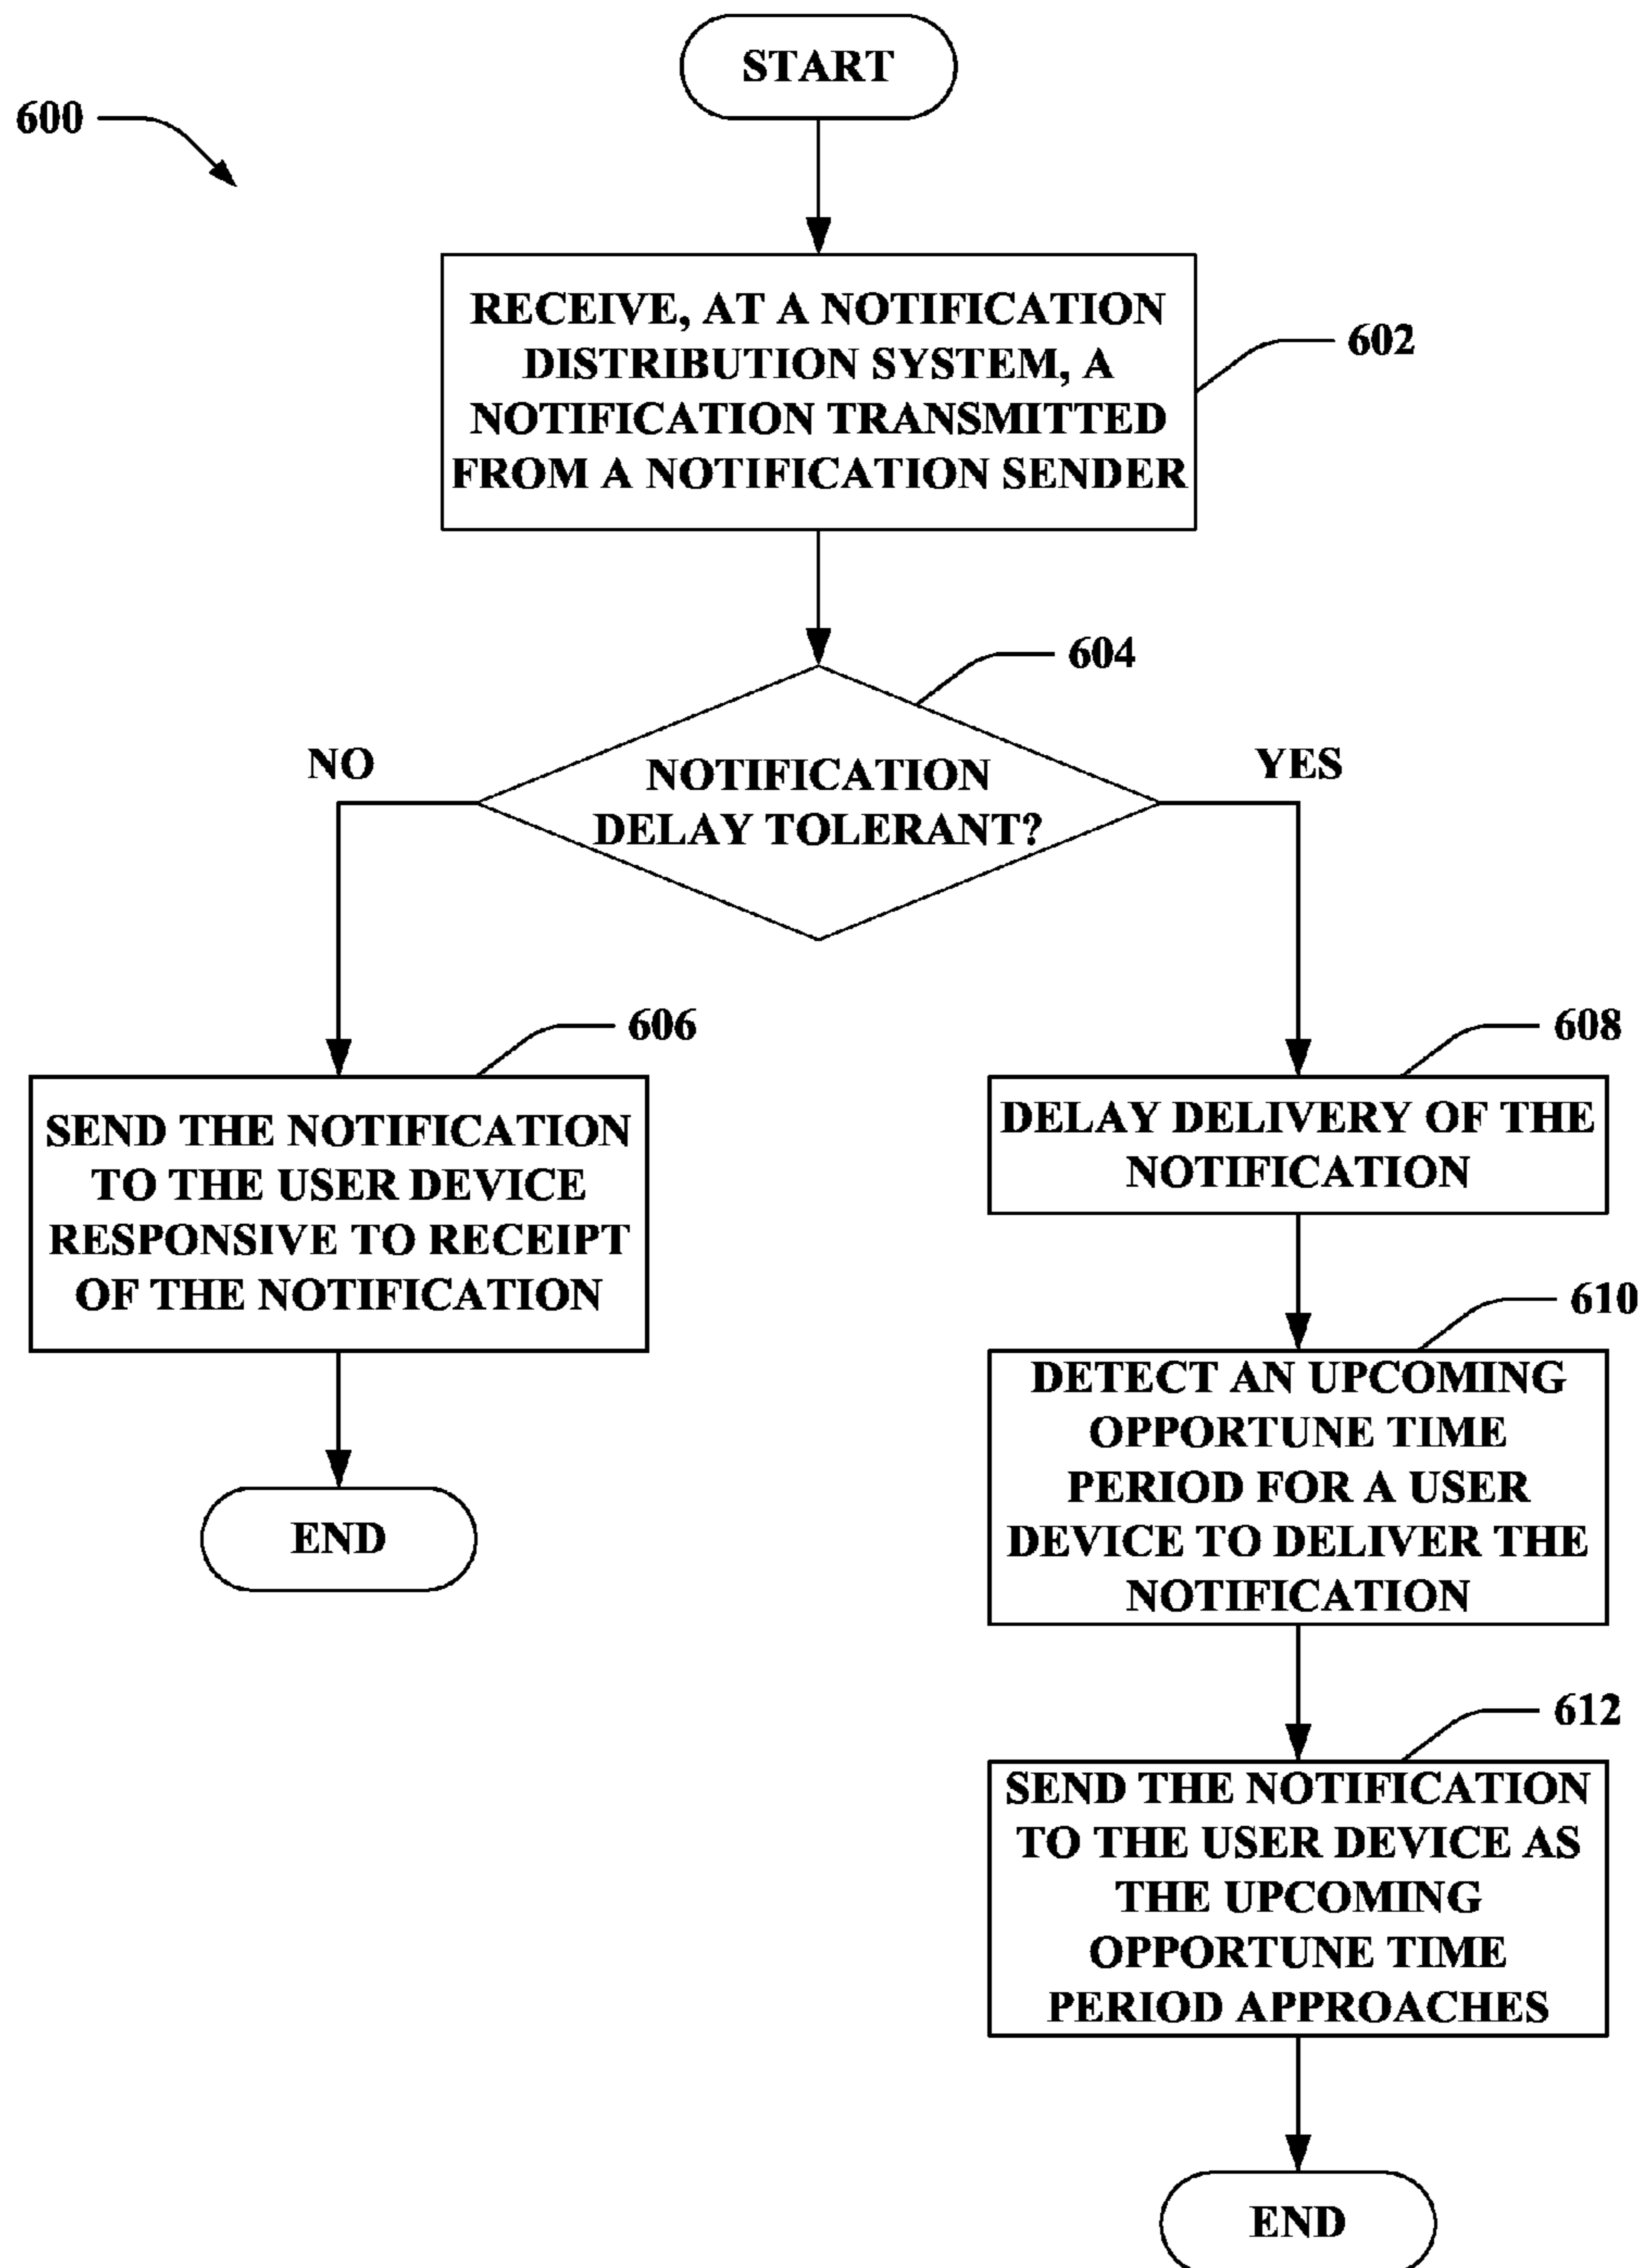 START
600
RECEIVE, AT A NOTIFICATION
DISTRIBUTION SYSTEM, A
NOTIFICATION TRANSMITTED
FROM A NOTIFICATION SENDER
602
604
NOTIFICATION
DELAY TOLERANT?
NO
YES
606
SEND THE NOTIFICATION
TO THE USER DEVICE
RESPONSIVE TO RECEIPT
OF THE NOTIFICATION
END
608
DELAY DELIVERY OF THE
NOTIFICATION
610
DETECT AN UPCOMING
OPPORTUNE TIME
PERIOD FOR A USER
DEVICE TO DELIVER THE
NOTIFICATION
612
SEND THE NOTIFICATION
TO THE USER DEVICE AS
THE UPCOMING
OPPORTUNE TIME
PERIOD APPROACHES
END